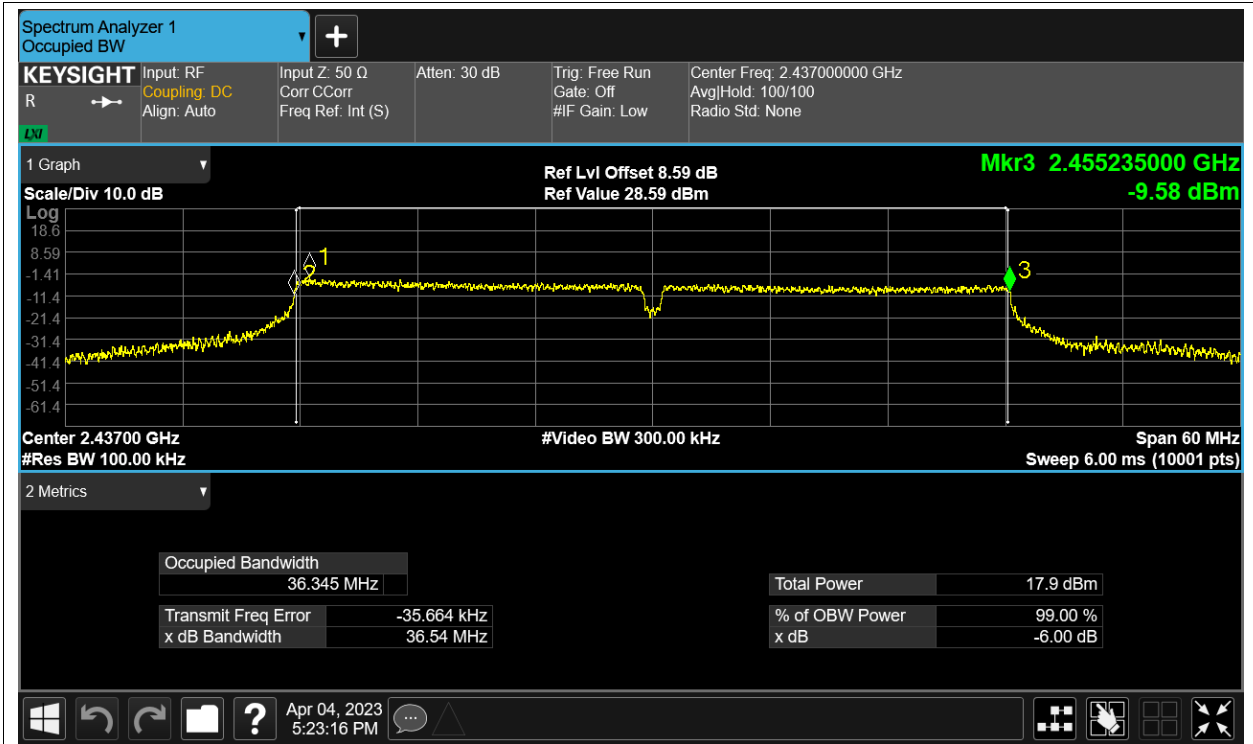 Spectrum Analyzer 1
Occupied BW
KEYSIGHT
R
LXI
Input: RF
Coupling: DC
Align: Auto
Input Z: 50 Ω
Corr CCorr
Freq Ref: Int (S)
Atten: 30 dB
Trig: Free Run
Gate: Off
#IF Gain: Low
Center Freq: 2.437000000 GHz
Avg|Hold: 100/100
Radio Std: None
1 Graph
Scale/Div 10.0 dB
Ref Lvl Offset 8.59 dB
Ref Value 28.59 dBm
Mkr3 2.455235000 GHz
-9.58 dBm
Log
18.6
8.59
-1.41
-11.4
-21.4
-31.4
-41.4
-51.4
-61.4
1
2
3
Center 2.43700 GHz
#Res BW 100.00 kHz
#Video BW 300.00 kHz
Span 60 MHz
Sweep 6.00 ms (10001 pts)
2 Metrics
Occupied Bandwidth
36.345 MHz
Transmit Freq Error -35.664 kHz
x dB Bandwidth 36.54 MHz
Total Power 17.9 dBm
% of OBW Power 99.00 %
x dB -6.00 dB
?
Apr 04, 2023
5:23:16 PM